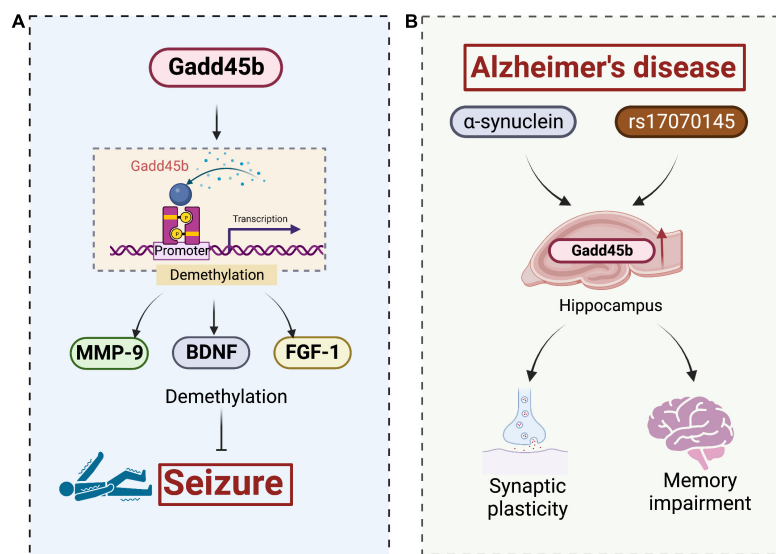 A
Gadd45b
Gadd45b
P
P
Transcription
Promoter
Demethylation
MMP-9
BDNF
FGF-1
Demethylation
Seizure
B
Alzheimer's disease
α-synuclein
rs17070145
Gadd45b
Hippocampus
Synaptic
plasticity
Memory
impairment